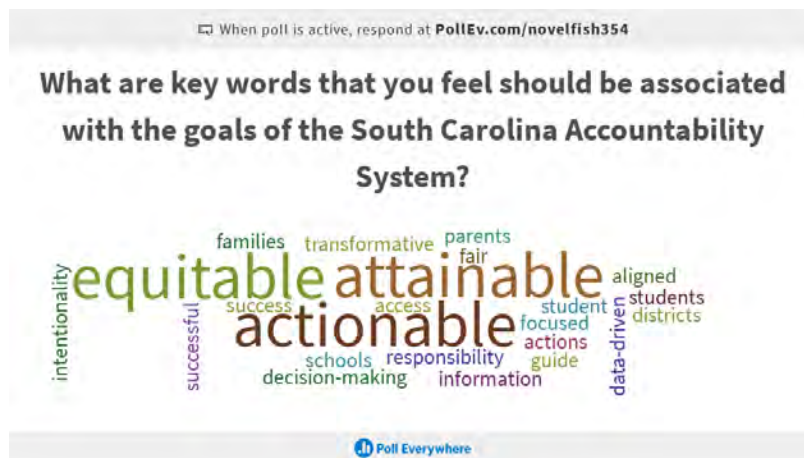 When poll is active, respond at PollEv.com/novelfish354
What are key words that you feel should be associated
with the goals of the South Carolina Accountability
System?
families
transformative
parents
fair
intentionality
equitable
attainable
aligned
successful
success
access
student
students
districts
actionable
focused
data-driven
actions
schools
responsibility
guide
decision-making
information
Poll Everywhere